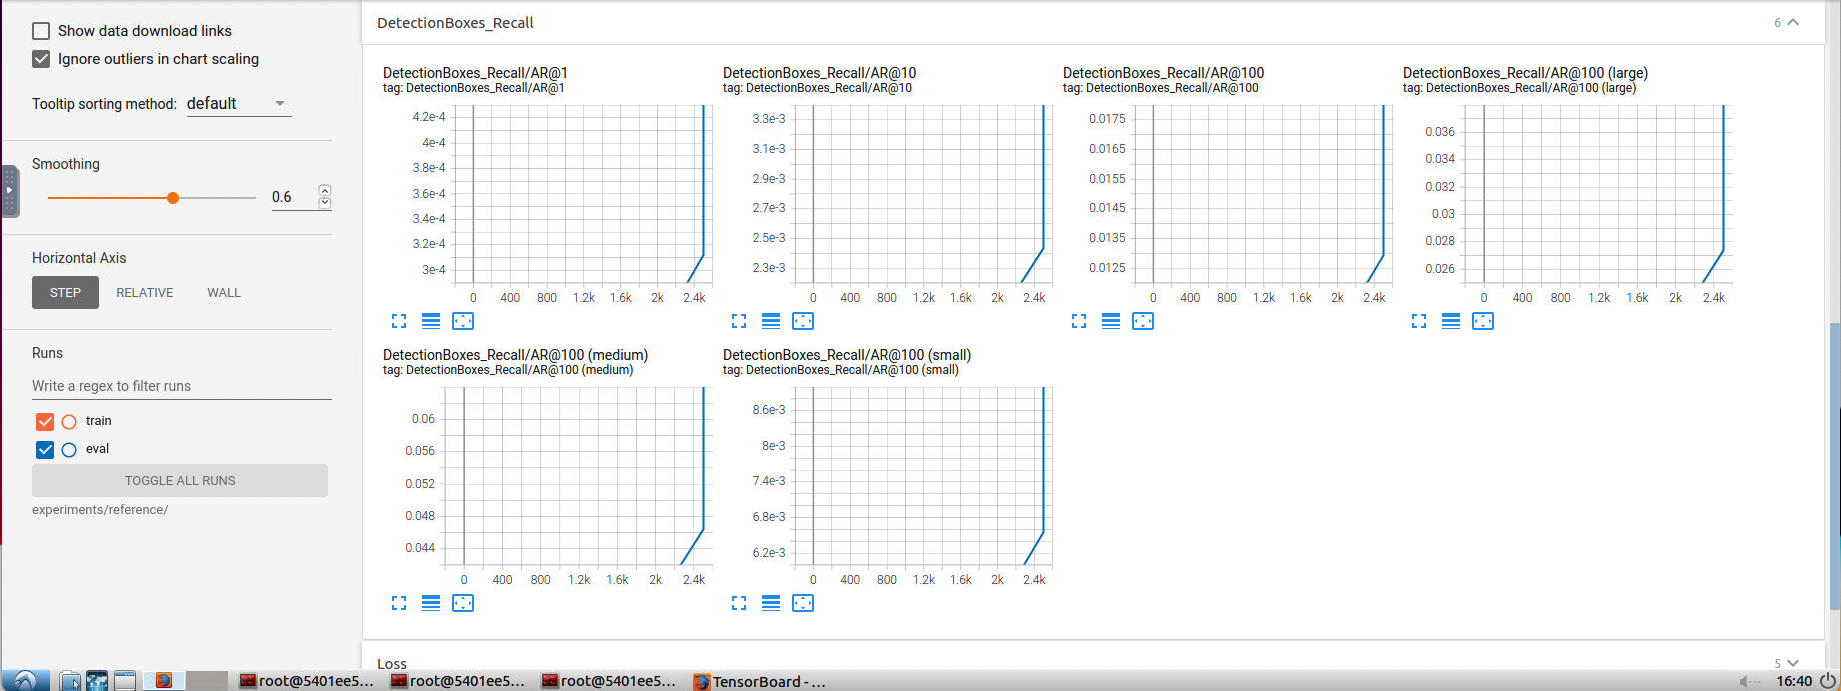 Show data download links
Ignore outliers in chart scaling
Tooltip sorting method: default
Smoothing
0.6
Horizontal Axis
STEP RELATIVE WALL
Runs
Write a regex to filter runs
train
eval
TOGGLE ALL RUNS
experiments/reference/
DetectionBoxes_Recall 6
DetectionBoxes_Recall/AR@1
tag: DetectionBoxes_Recall/AR@1
4.2e-4
4e-4
3.8e-4
3.6e-4
3.4e-4
3.2e-4
3e-4
0 400 800 1.2k 1.6k 2k 2.4k
DetectionBoxes_Recall/AR@10
tag: DetectionBoxes_Recall/AR@10
3.3e-3
3.1e-3
2.9e-3
2.7e-3
2.5e-3
2.3e-3
0 400 800 1.2k 1.6k 2k 2.4k
DetectionBoxes_Recall/AR@100
tag: DetectionBoxes_Recall/AR@100
0.0175
0.0165
0.0155
0.0145
0.0135
0.0125
0 400 800 1.2k 1.6k 2k 2.4k
DetectionBoxes_Recall/AR@100 (large)
tag: DetectionBoxes_Recall/AR@100 (large)
0.036
0.034
0.032
0.03
0.028
0.026
0 400 800 1.2k 1.6k 2k 2.4k
DetectionBoxes_Recall/AR@100 (medium)
tag: DetectionBoxes_Recall/AR@100 (medium)
0.06
0.056
0.052
0.048
0.044
0 400 800 1.2k 1.6k 2k 2.4k
DetectionBoxes_Recall/AR@100 (small)
tag: DetectionBoxes_Recall/AR@100 (small)
8.6e-3
8e-3
7.4e-3
6.8e-3
6.2e-3
0 400 800 1.2k 1.6k 2k 2.4k
Loss 5
root@5401ee5... root@5401ee5... root@5401ee5... TensorBoard - ... 16:40